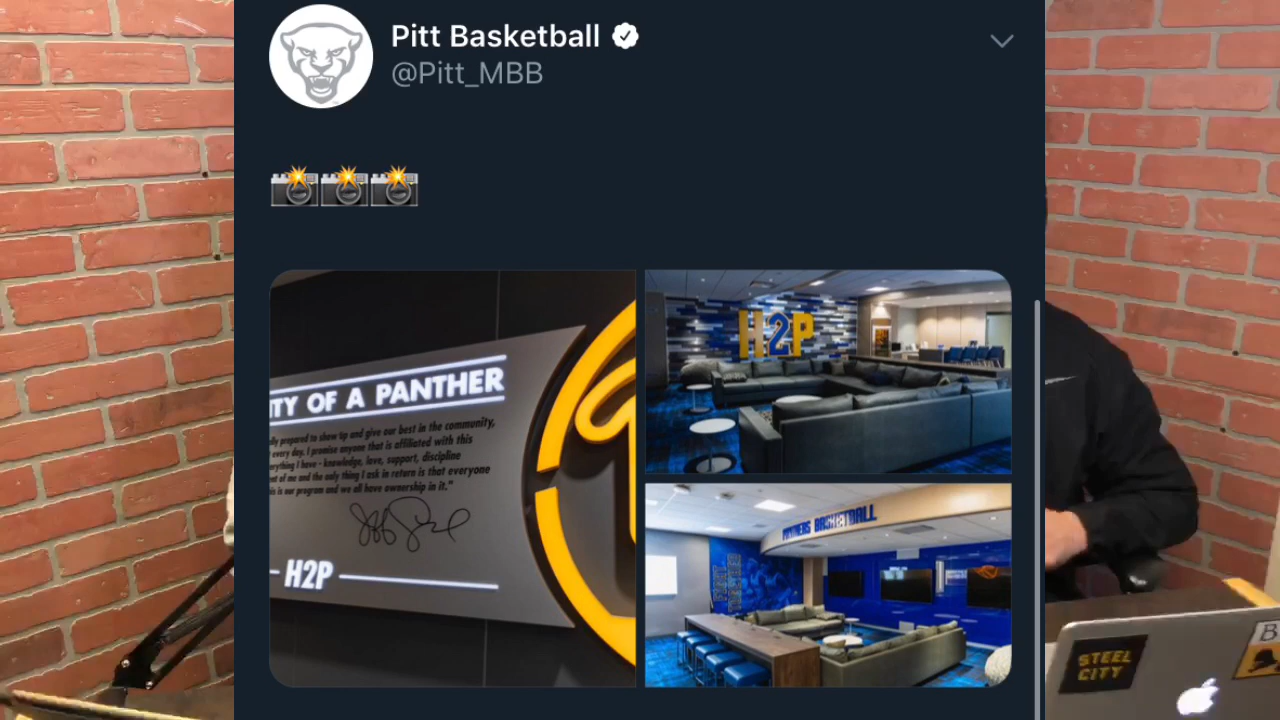 Pitt Basketball
@Pitt_MBB
TY OF A PANTHER
lly prepared to show up and give our best in the community,
every day. I promise anyone that is affiliated with this
erything I have - knowledge, love, support, discipline
of me and the only thing I ask in return is that everyone
is is our program and we all have ownership in it."
H2P
H2P
PANTHERS BASKETBALL
STEEL
CITY
B